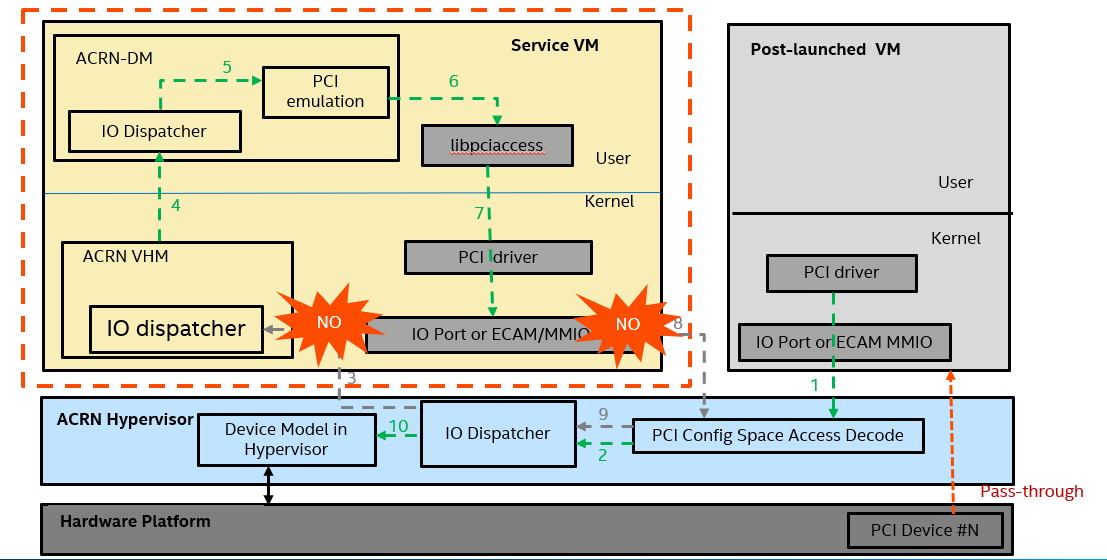 Service VM
ACRN-DM
5
PCI
emulation
6
IO Dispatcher
libpciaccess
User
Kernel
4
7
ACRN VHM
PCI driver
IO dispatcher
NO
IO Port or ECAM/MMIO
NO
8
3
Post-launched VM
User
Kernel
PCI driver
IO Port or ECAM MMIO
1
ACRN Hypervisor
Device Model in
Hypervisor
10
IO Dispatcher
9
2
PCI Config Space Access Decode
Pass-through
Hardware Platform
PCI Device #N